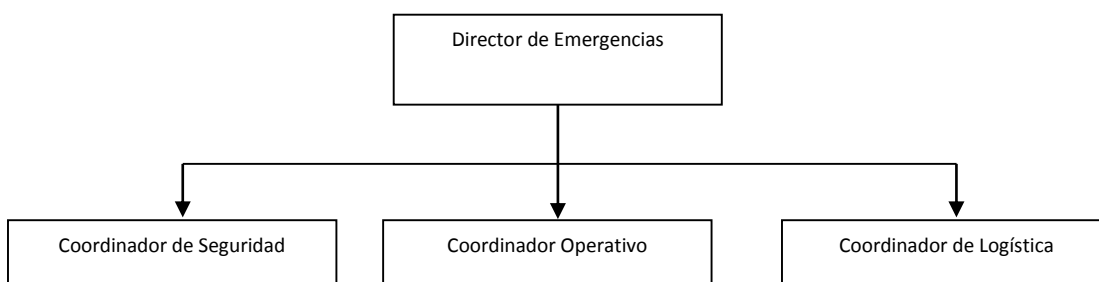 Director de Emergencias
Coordinador de Seguridad
Coordinador Operativo
Coordinador de Logística